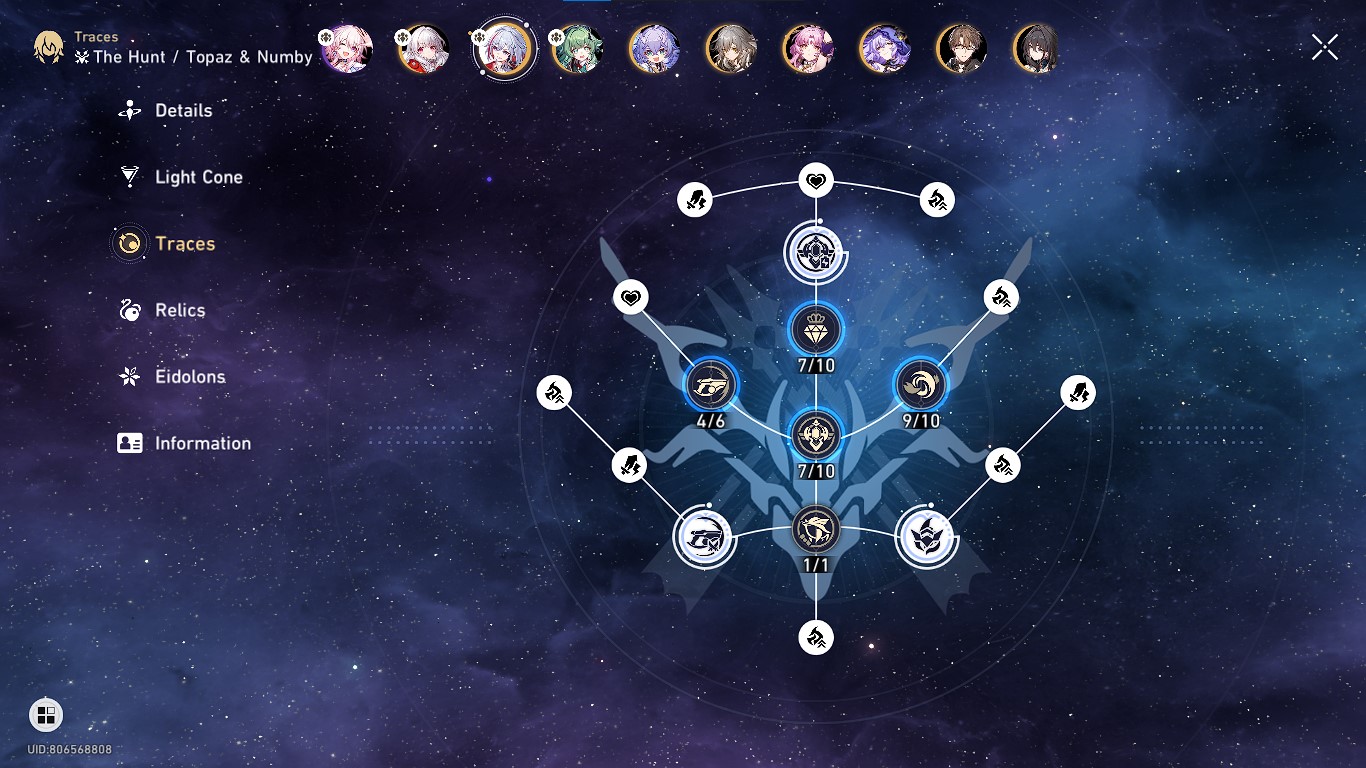 Traces
The Hunt / Topaz & Numby
Details
Light Cone
Traces
Relics
Eidolons
Information
7/10
4/6
9/10
7/10
1/1
UID:806568808